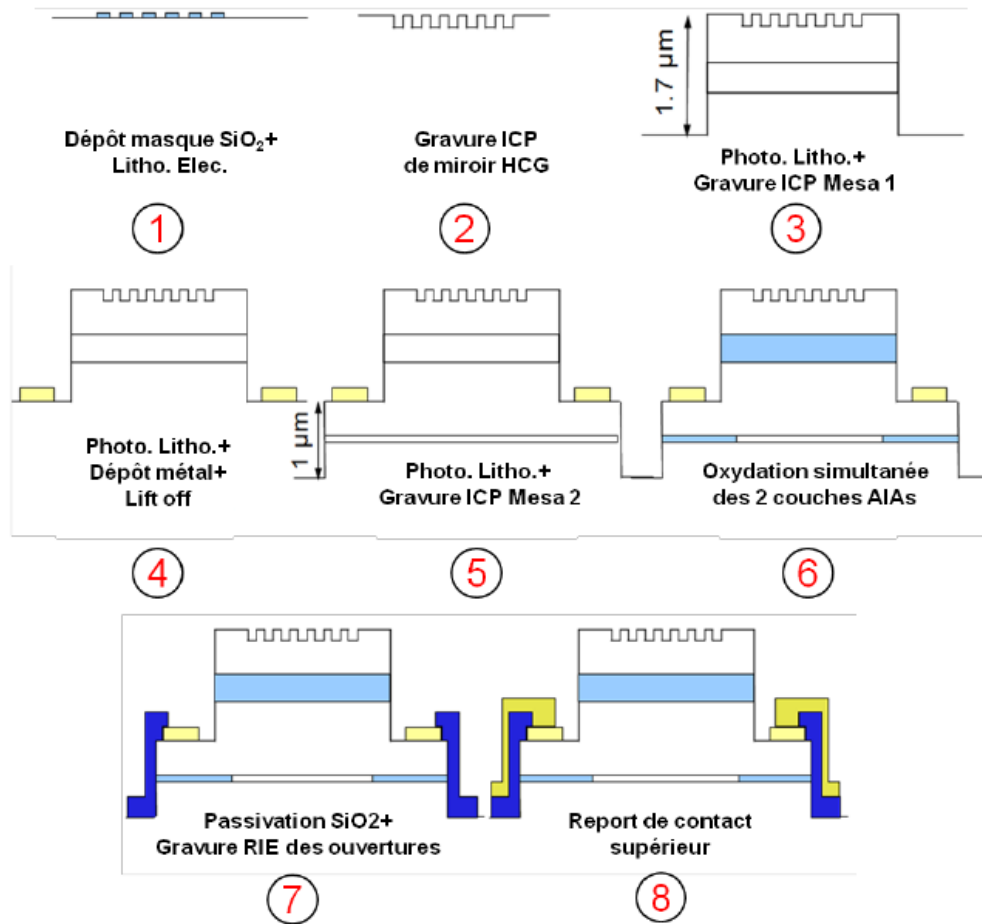 Dépôt masque SiO₂+
Litho. Elec.
1
Gravure ICP
de miroir HCG
2
1.7 µm
Photo. Litho.+
Gravure ICP Mesa 1
3
Photo. Litho.+
Dépôt métal+
Lift off
4
1 µm
Photo. Litho.+
Gravure ICP Mesa 2
5
Oxydation simultanée
des 2 couches AlAs
6
Passivation SiO2+
Gravure RIE des ouvertures
7
Report de contact
supérieur
8